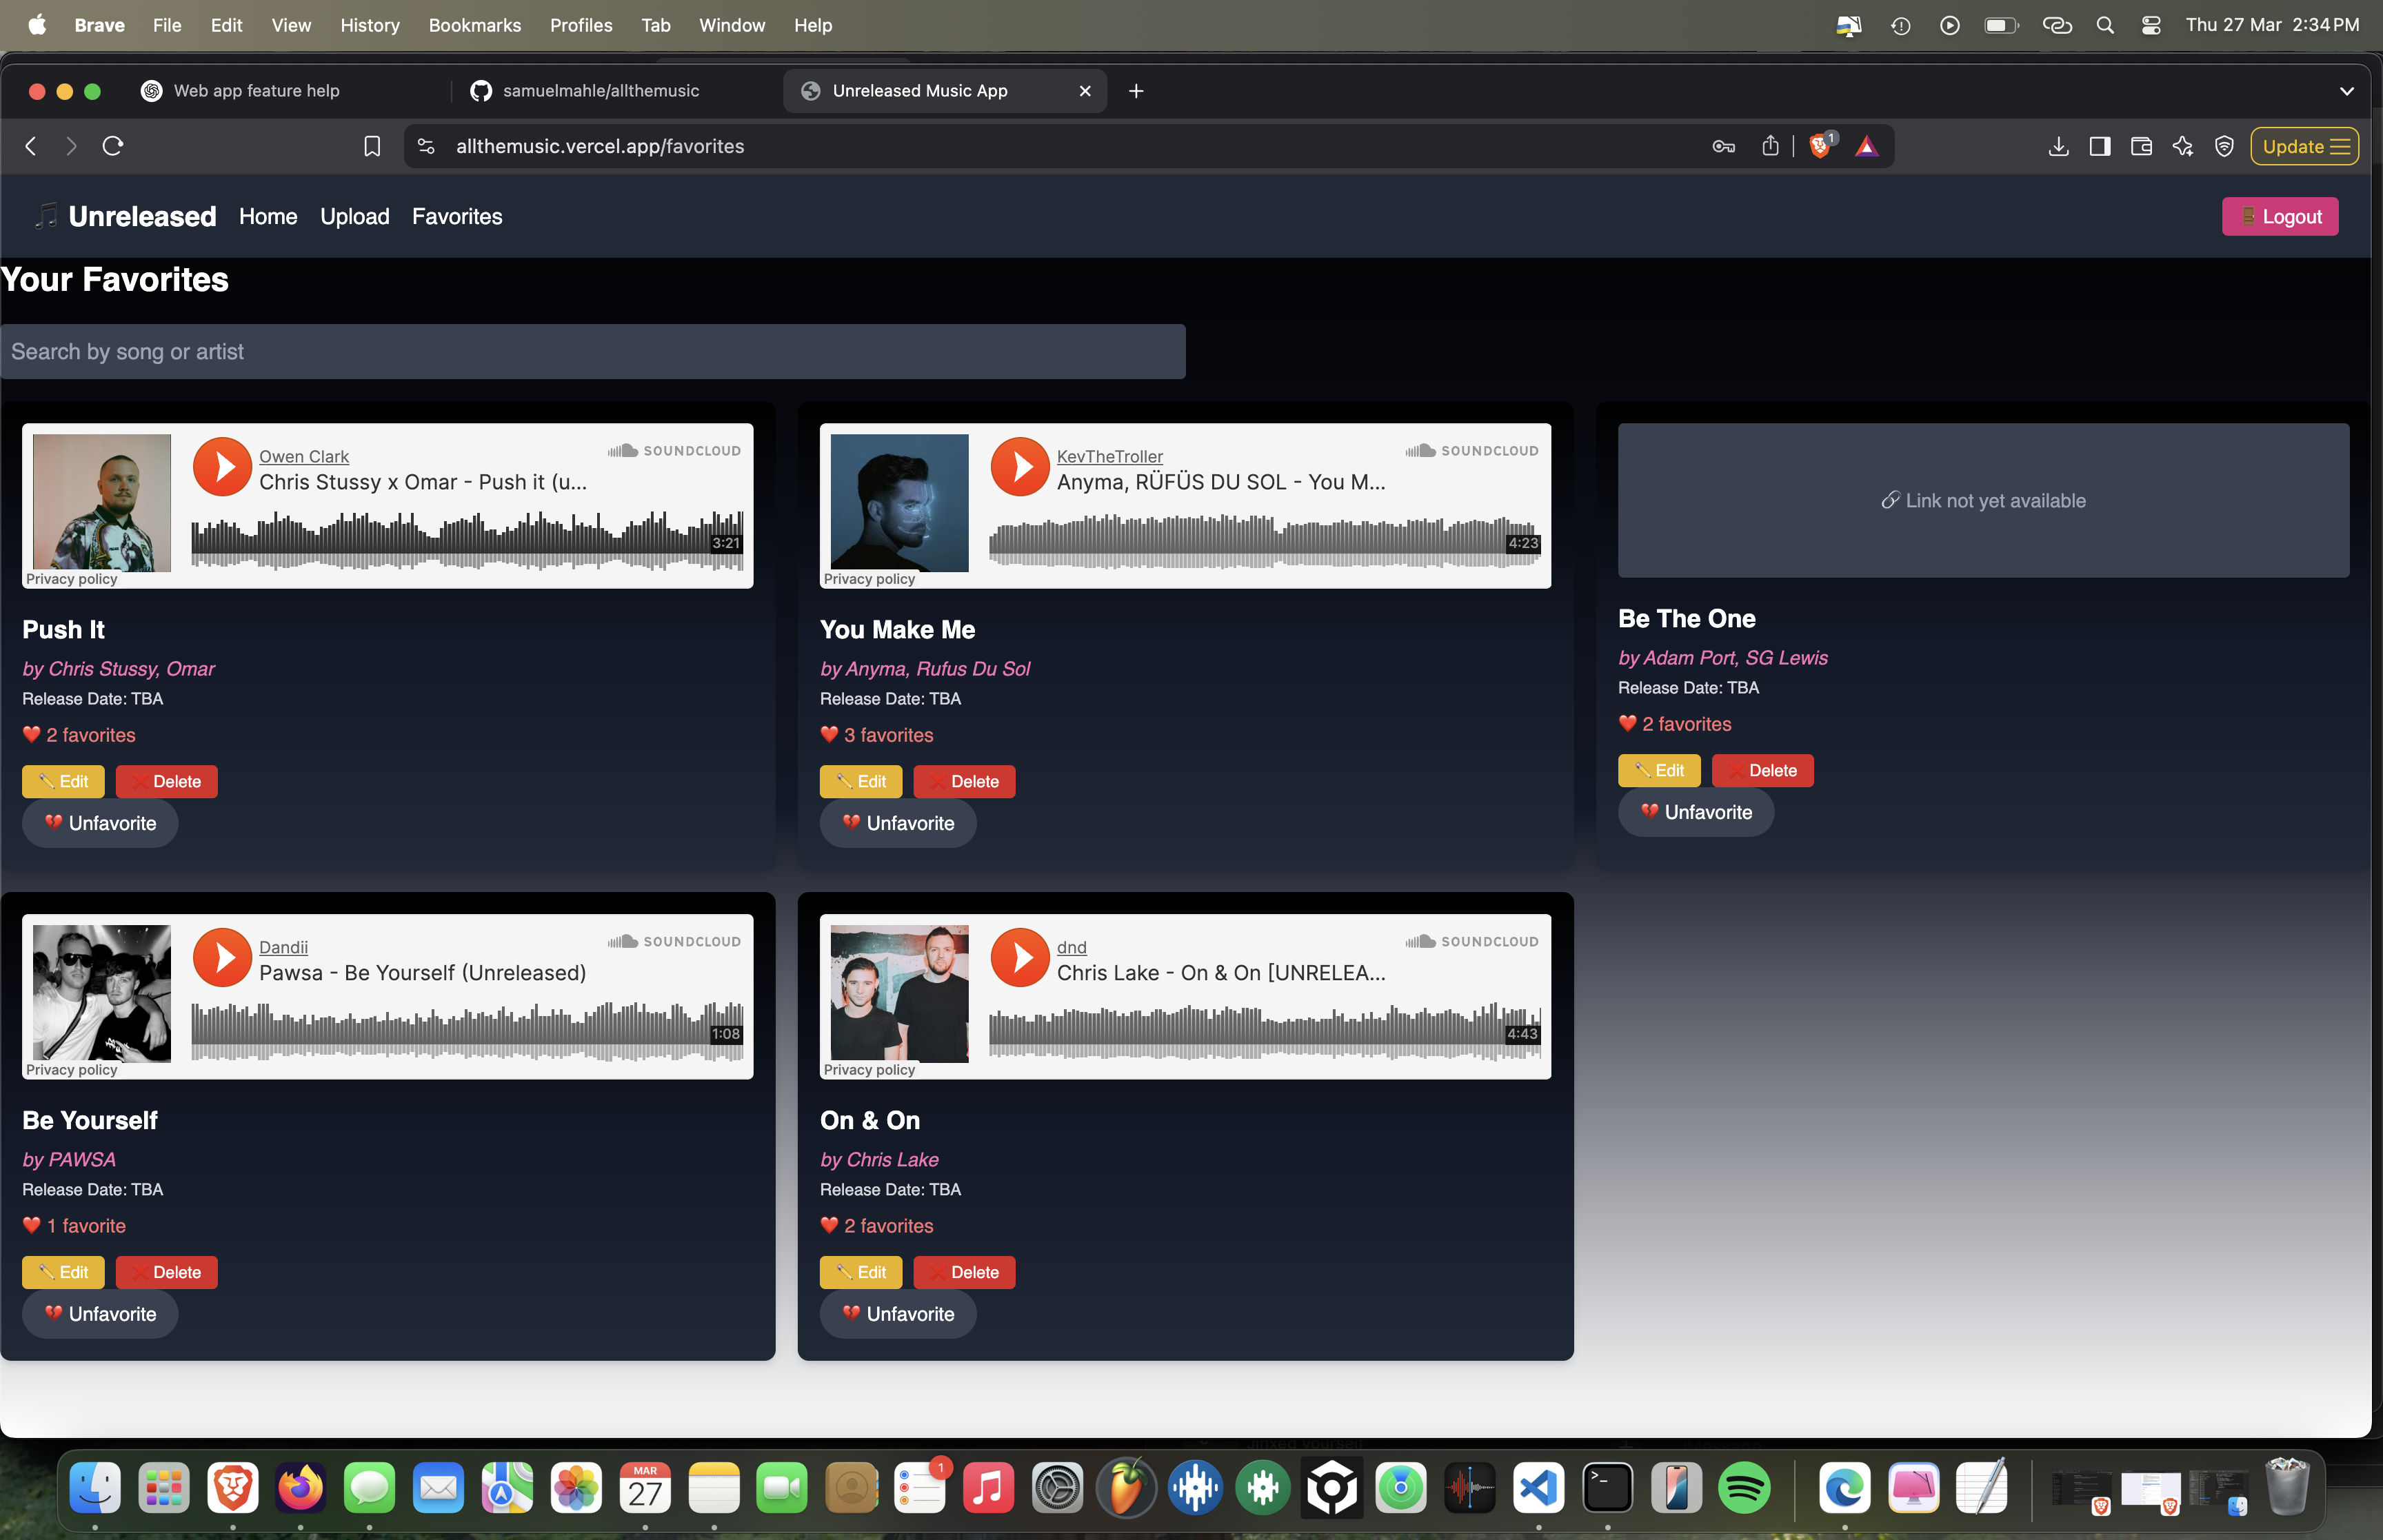 Brave File Edit View History Bookmarks Profiles Tab Window Help Thu 27 Mar 2:34 PM
Web app feature help samuelmahle/allthemusic Unreleased Music App
allthemusic.vercel.app/favorites 1 Update
Unreleased Home Upload Favorites Logout
Your Favorites
Search by song or artist
Owen Clark SOUNDCLOUD
Chris Stussy x Omar - Push it (u...
3:21
Privacy policy
Push It
by Chris Stussy, Omar
Release Date: TBA
2 favorites
Edit Delete
Unfavorite
KevTheTroller SOUNDCLOUD
Anyma, RÜFÜS DU SOL - You M...
4:23
Privacy policy
You Make Me
by Anyma, Rufus Du Sol
Release Date: TBA
3 favorites
Edit Delete
Unfavorite
Link not yet available
Be The One
by Adam Port, SG Lewis
Release Date: TBA
2 favorites
Edit Delete
Unfavorite
Dandii SOUNDCLOUD
Pawsa - Be Yourself (Unreleased)
1:08
Privacy policy
Be Yourself
by PAWSA
Release Date: TBA
1 favorite
Edit Delete
Unfavorite
dnd SOUNDCLOUD
Chris Lake - On & On [UNRELEA...
4:43
Privacy policy
On & On
by Chris Lake
Release Date: TBA
2 favorites
Edit Delete
Unfavorite
MAR
27
1